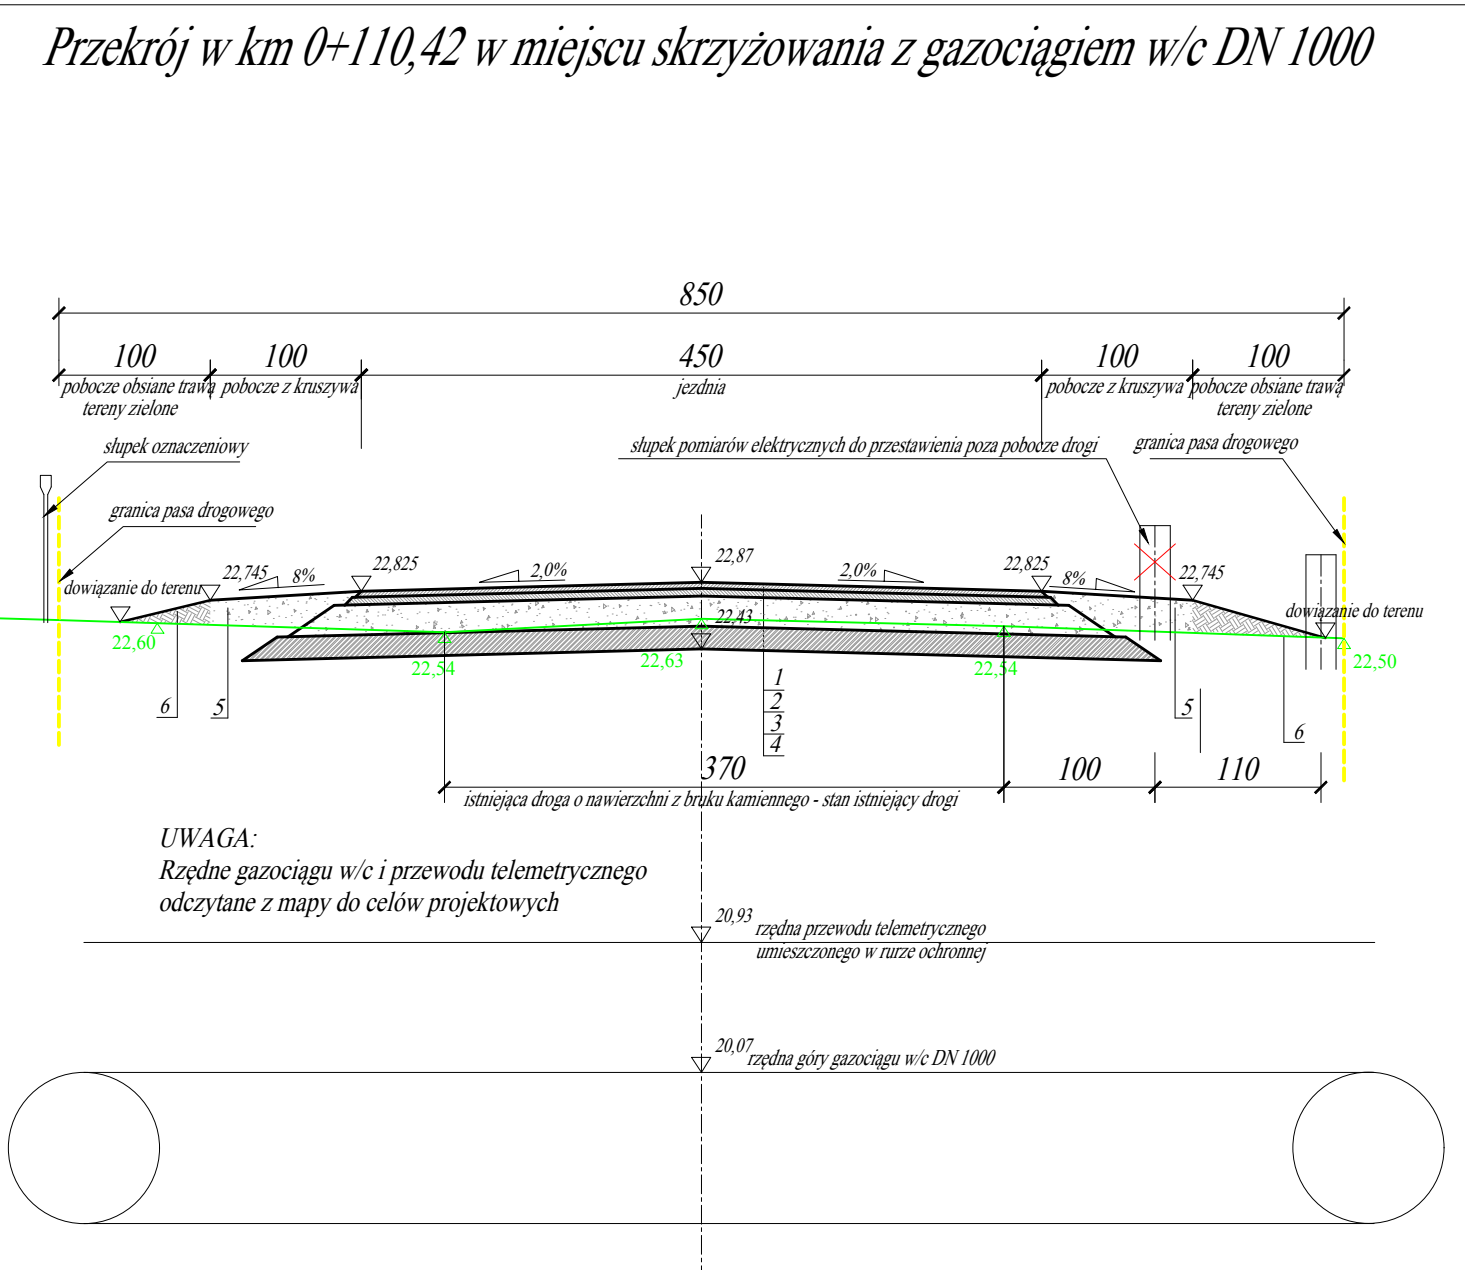 Przekrój w km 0+110,42 w miejscu skrzyżowania z gazociągiem w/c DN 1000
850
100 100 450 100 100
pobocze obsiane trawą pobocze z kruszywa jezdnia pobocze z kruszywa pobocze obsiane trawą
tereny zielone tereny zielone
słupek oznaczeniowy słupek pomiarów elektrycznych do przestawienia poza pobocze drogi granica pasa drogowego
granica pasa drogowego
22,745 8% 22,825 2,0% 22,87 2,0% 22,825 8% 22,745
dowiązanie do terenu dowiązanie do terenu
22,43
22,60 22,54 22,63 22,54 22,50
6 5 1 5 6
2
3
4
370 100 110
istniejąca droga o nawierzchni z bruku kamiennego - stan istniejący drogi
UWAGA:
Rzędne gazociągu w/c i przewodu telemetrycznego
odczytane z mapy do celów projektowych
20,93 rzędna przewodu telemetrycznego
umieszczonego w rurze ochronnej
20,07 rzędna góry gazociągu w/c DN 1000